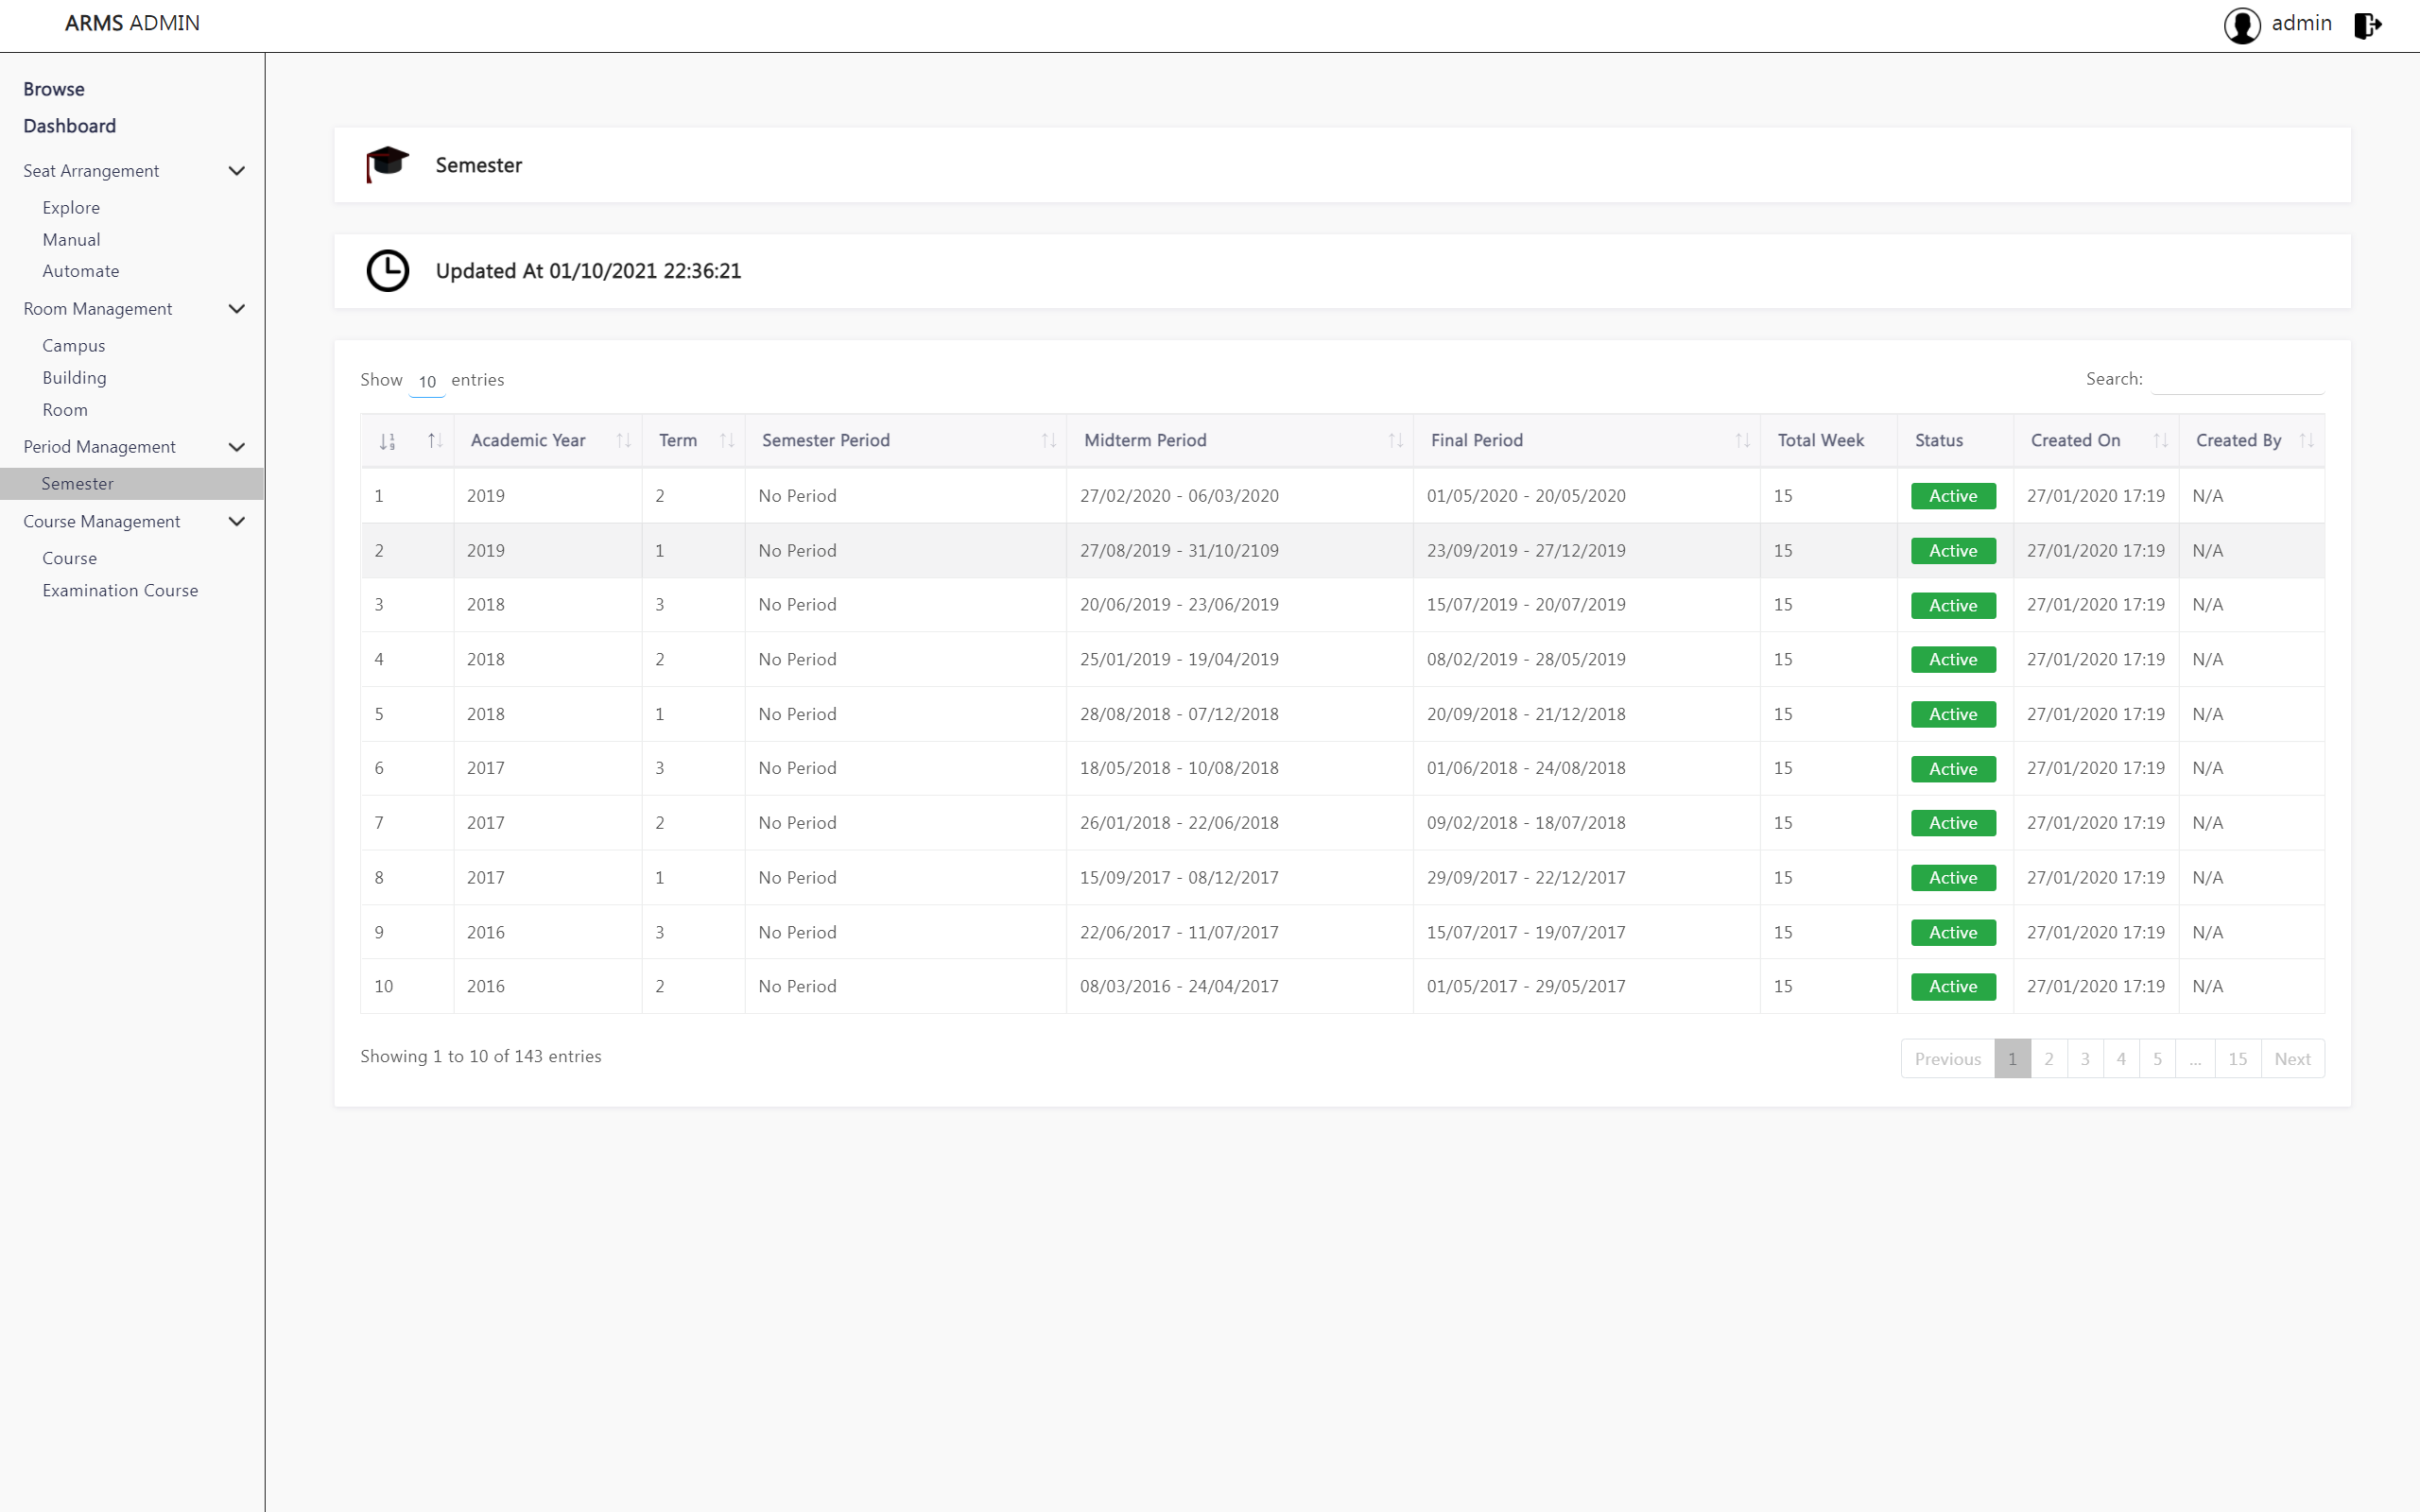 ARMS ADMIN
admin
Browse
Dashboard
Seat Arrangement
Explore
Manual
Automate
Room Management
Campus
Building
Room
Period Management
Semester
Course Management
Course
Examination Course
Semester
Updated At 01/10/2021 22:36:21
Show 10 entries
Search:
Academic Year Term Semester Period Midterm Period Final Period Total Week Status Created On Created By
1 2019 2 No Period 27/02/2020 - 06/03/2020 01/05/2020 - 20/05/2020 15 Active 27/01/2020 17:19 N/A
2 2019 1 No Period 27/08/2019 - 31/10/2109 23/09/2019 - 27/12/2019 15 Active 27/01/2020 17:19 N/A
3 2018 3 No Period 20/06/2019 - 23/06/2019 15/07/2019 - 20/07/2019 15 Active 27/01/2020 17:19 N/A
4 2018 2 No Period 25/01/2019 - 19/04/2019 08/02/2019 - 28/05/2019 15 Active 27/01/2020 17:19 N/A
5 2018 1 No Period 28/08/2018 - 07/12/2018 20/09/2018 - 21/12/2018 15 Active 27/01/2020 17:19 N/A
6 2017 3 No Period 18/05/2018 - 10/08/2018 01/06/2018 - 24/08/2018 15 Active 27/01/2020 17:19 N/A
7 2017 2 No Period 26/01/2018 - 22/06/2018 09/02/2018 - 18/07/2018 15 Active 27/01/2020 17:19 N/A
8 2017 1 No Period 15/09/2017 - 08/12/2017 29/09/2017 - 22/12/2017 15 Active 27/01/2020 17:19 N/A
9 2016 3 No Period 22/06/2017 - 11/07/2017 15/07/2017 - 19/07/2017 15 Active 27/01/2020 17:19 N/A
10 2016 2 No Period 08/03/2016 - 24/04/2017 01/05/2017 - 29/05/2017 15 Active 27/01/2020 17:19 N/A
Showing 1 to 10 of 143 entries
Previous 1 2 3 4 5 ... 15 Next